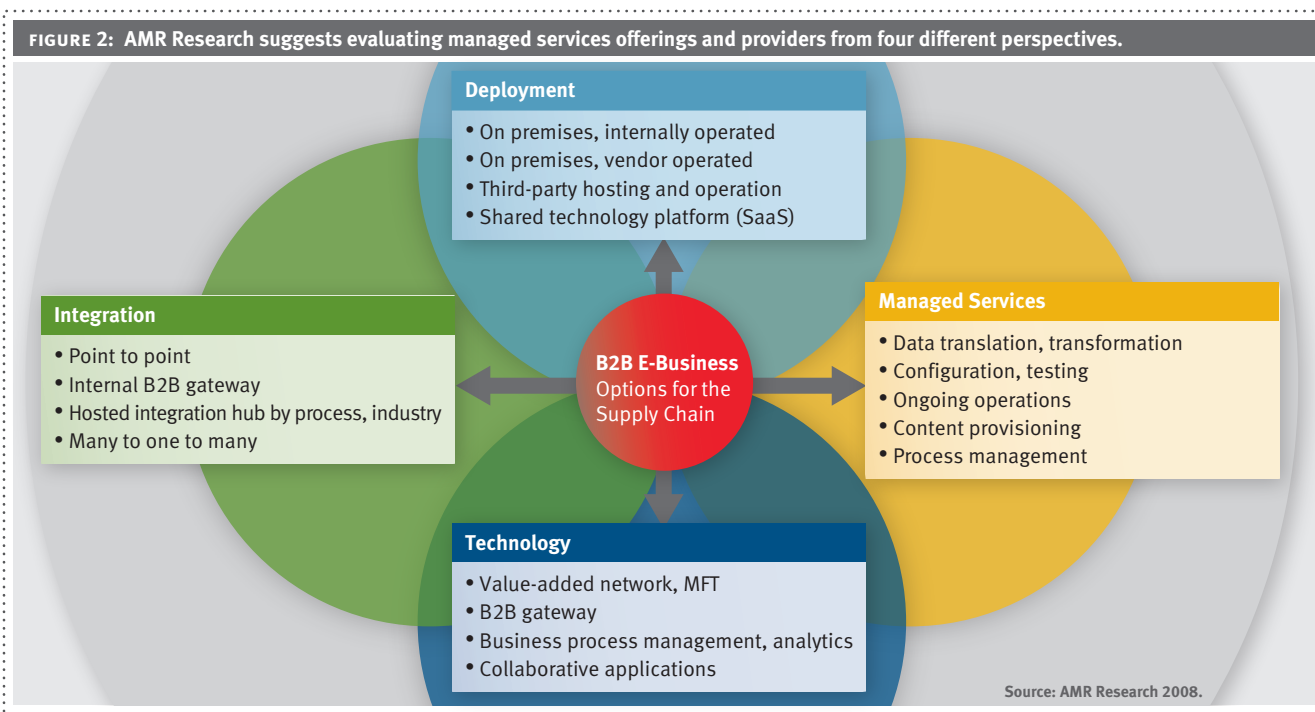 FIGURE 2: AMR Research suggests evaluating managed services offerings and providers from four different perspectives.
Deployment
• On premises, internally operated
• On premises, vendor operated
• Third-party hosting and operation
• Shared technology platform (SaaS)
Integration
• Point to point
• Internal B2B gateway
• Hosted integration hub by process, industry
• Many to one to many
B2B E-Business
Options for the
Supply Chain
Managed Services
• Data translation, transformation
• Configuration, testing
• Ongoing operations
• Content provisioning
• Process management
Technology
• Value-added network, MFT
• B2B gateway
• Business process management, analytics
• Collaborative applications
Source: AMR Research 2008.